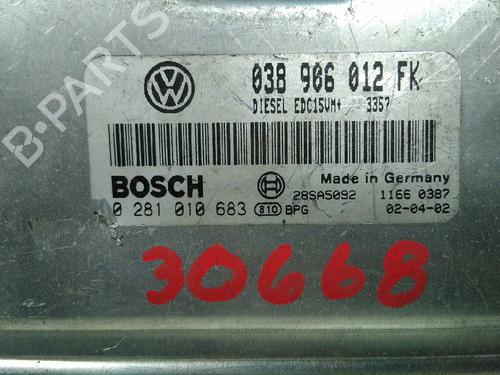 B-PARTS
038 906 012 FK
DIESEL EDC15VM+ 3357
BOSCH
Made in Germany
28SA5092 1166 0387
0 281 010 683 810 BPG 02-04-02
30668